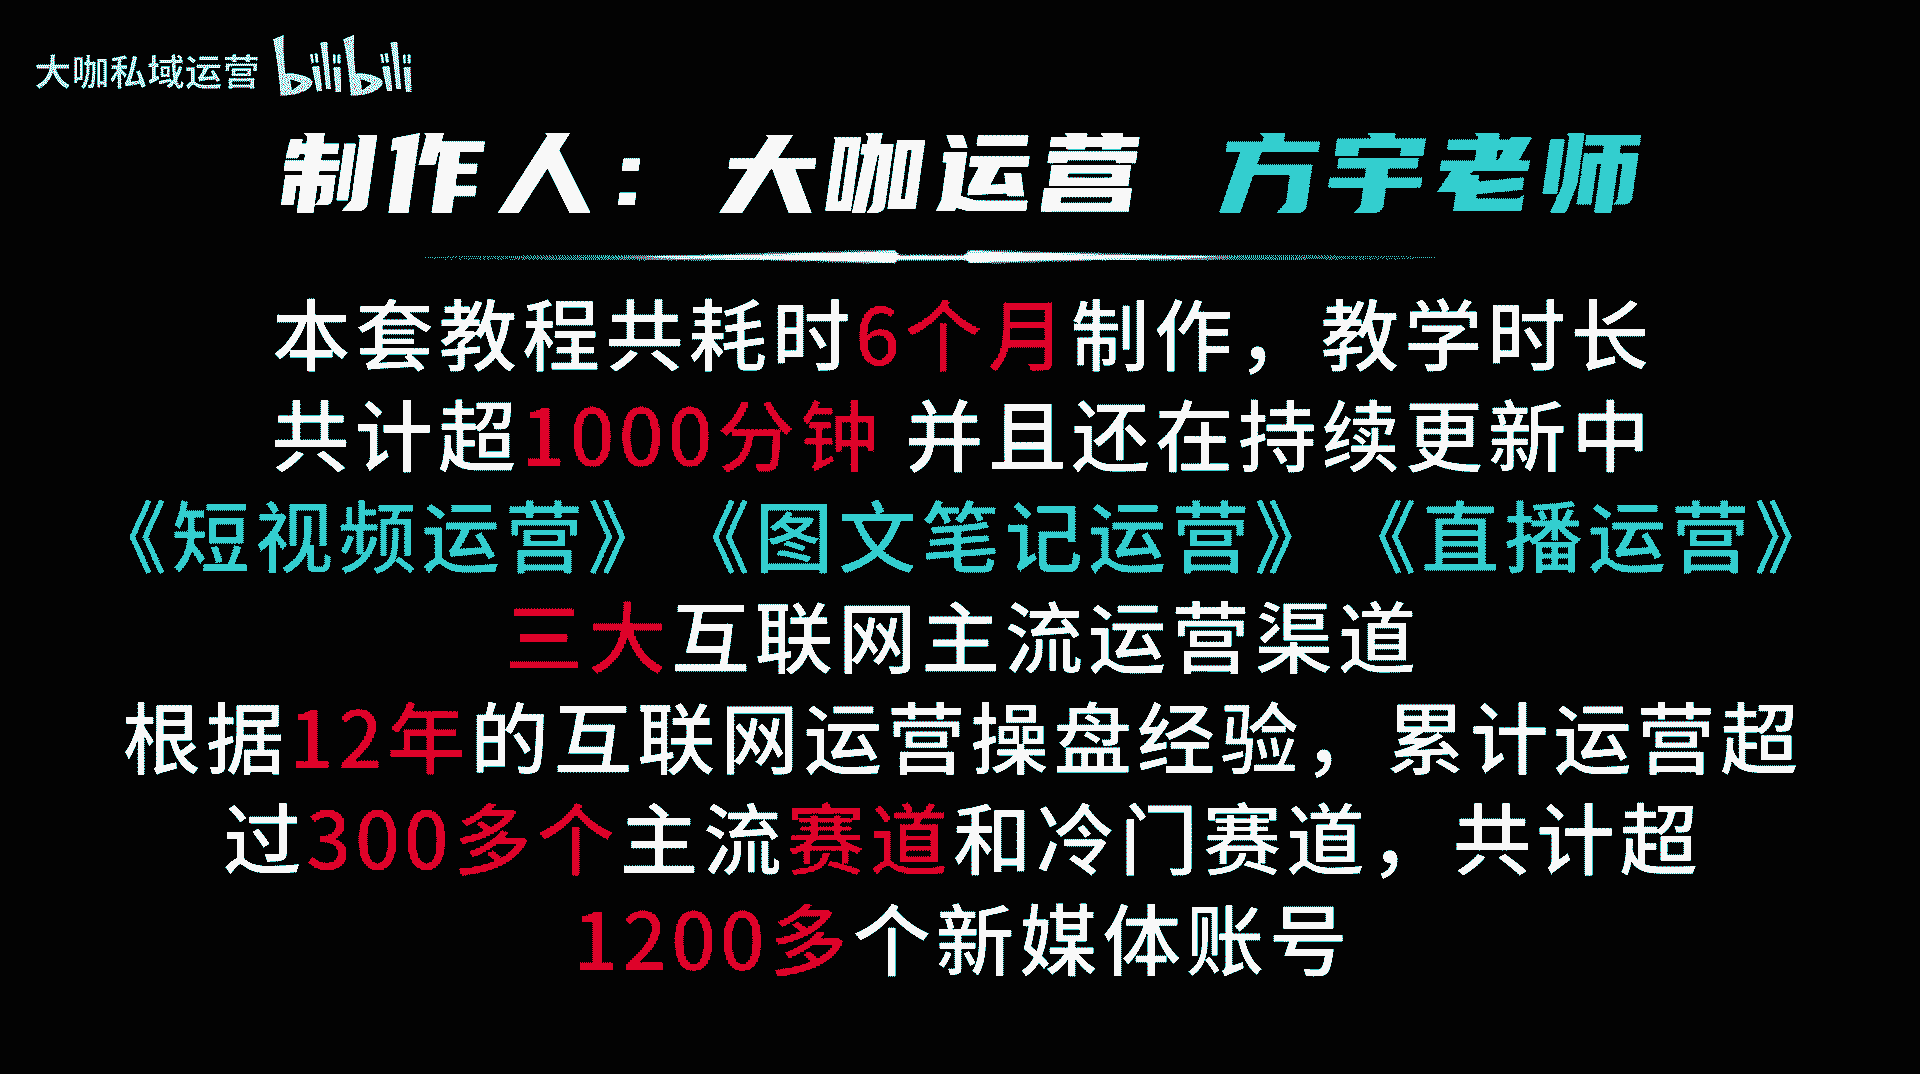 大咖私域运营 bilibili
制作人：大咖运营 方宇老师
本套教程共耗时6个月制作，教学时长
共计超1000分钟 并且还在持续更新中
《短视频运营》《图文笔记运营》《直播运营》
三大互联网主流运营渠道
根据12年的互联网运营操盘经验，累计运营超
过300多个主流赛道和冷门赛道，共计超
1200多个新媒体账号